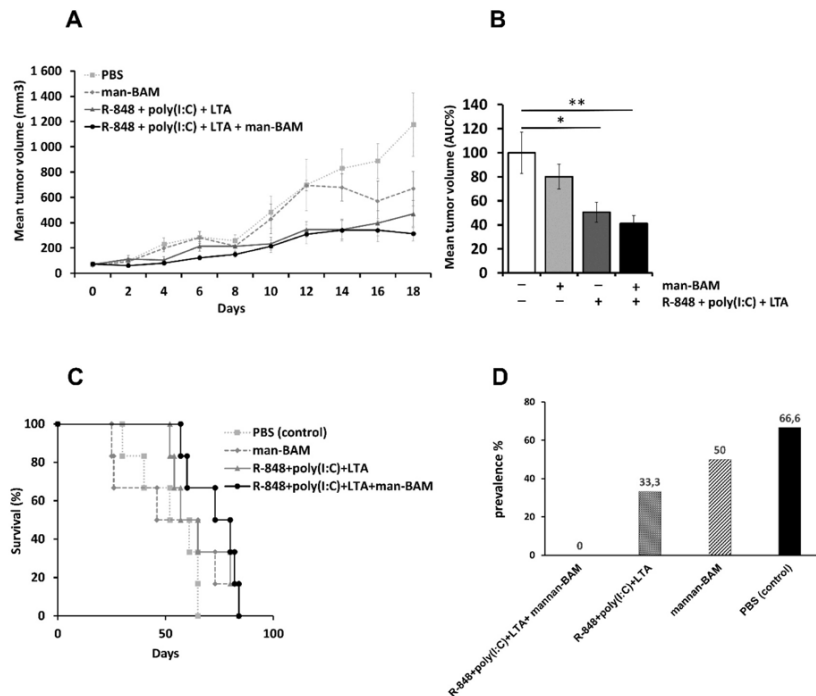 A
Mean tumor volume (mm3)
1 600
1 400
1 200
1 000
800
600
400
200
0
0 2 4 6 8 10 12 14 16 18
Days
PBS
man-BAM
R-848 + poly(I:C) + LTA
R-848 + poly(I:C) + LTA + man-BAM
B
Mean tumor volume (AUC%)
140
120
100
80
60
40
20
0
**
*
− + − + man-BAM
− − + + R-848 + poly(I:C) + LTA
C
Survival (%)
100
80
60
40
20
0
0 50 100
Days
PBS (control)
man-BAM
R-848+poly(I:C)+LTA
R-848+poly(I:C)+LTA+man-BAM
D
prevalence %
80
60
40
20
0
0
33,3
50
66,6
R-848+poly(I:C)+LTA+ mannan-BAM
R-848+poly(I:C)+LTA
mannan-BAM
PBS (control)